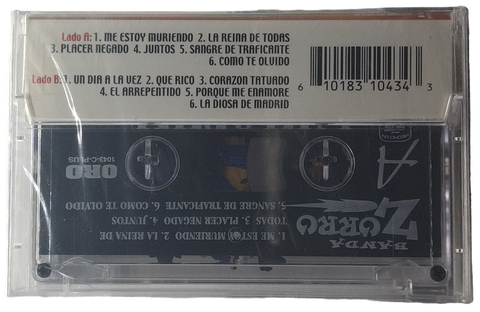 Lado A: 1. ME ESTOY MURIENDO 2. LA REINA DE TODAS
3. PLACER NEGADO 4. JUNTOS 5. SANGRE DE TRAFICANTE
6. COMO TE OLVIDO
Lado B: 1. UN DIA A LA VEZ 2. QUE RICO 3. CORAZON TATUADO
4. EL ARREPENTIDO 5. PORQUE ME ENAMORE
6. LA DIOSA DE MADRID
6 10183 10434 3
A
BANDA
ZORRO
1. ME ESTOY MURIENDO 2. LA REINA DE
TODAS 3. PLACER NEGADO 4. JUNTOS
5. SANGRE DE TRAFICANTE 6. COMO TE OLVIDO
ORO
1043-C-PLUS